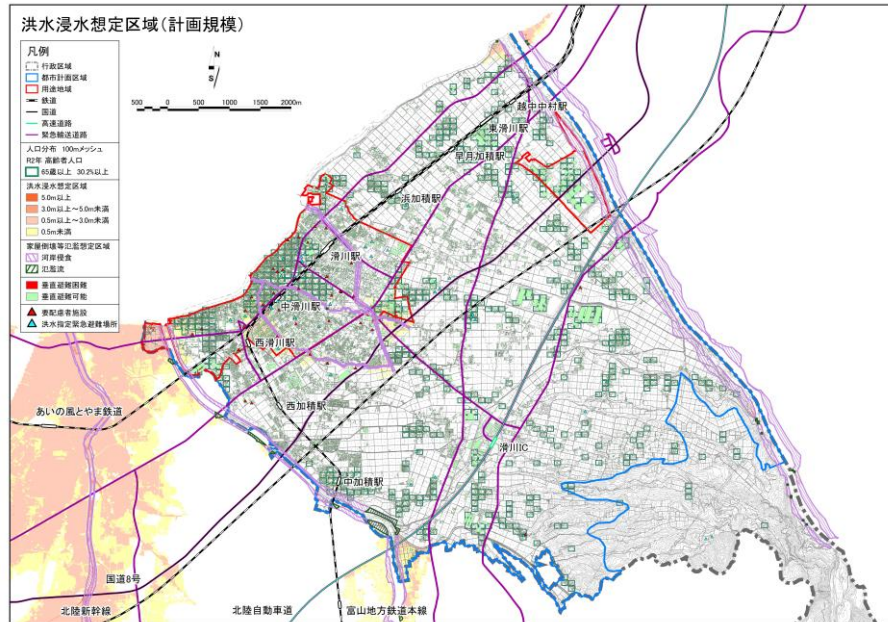 洪水浸水想定区域(計画規模)
凡例
行政区域
都市計画区域
用途地域
鉄道
国道
高速道路
緊急輸送道路
人口分布 100mメッシュ
R2年 高齢者人口
65歳以上 30.2%以上
洪水浸水想定区域
5.0m以上
3.0m以上～5.0m未満
0.5m以上～3.0m未満
0.5m未満
家屋倒壊等氾濫想定区域
河岸侵食
氾濫流
垂直避難困難
垂直避難可能
要配慮者施設
洪水指定緊急避難場所
N
S
500 0 500 1000 1500 2000m
越中中村駅
東滑川駅
早月加積駅
浜加積駅
滑川駅
中滑川駅
西滑川駅
西加積駅
あいの風とやま鉄道
滑川IC
中加積駅
国道8号
北陸新幹線
北陸自動車道
富山地方鉄道本線